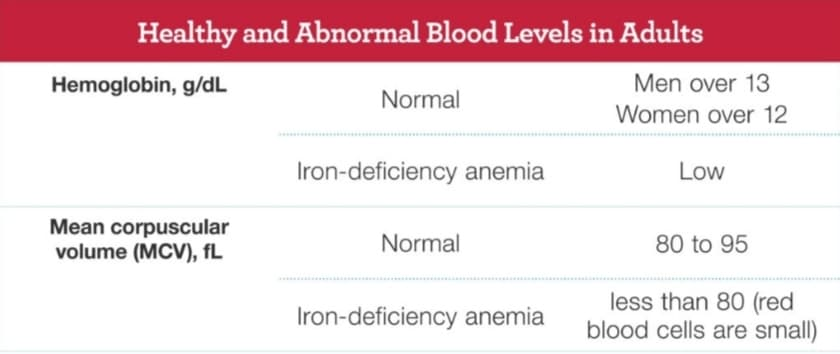 Healthy and Abnormal Blood Levels in Adults
Hemoglobin, g/dL
Normal
Men over 13
Women over 12
Iron-deficiency anemia
Low
Mean corpuscular
volume (MCV), fL
Normal
80 to 95
Iron-deficiency anemia
less than 80 (red
blood cells are small)